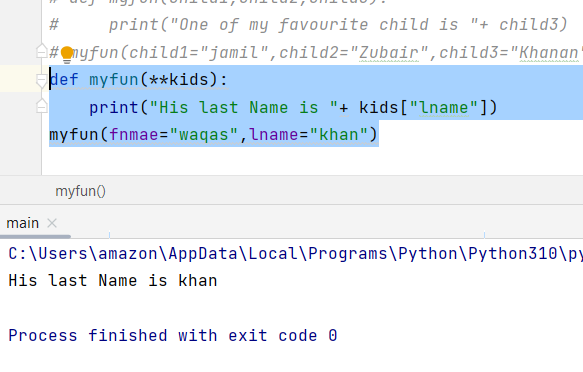 # def myfun(child1,child2,child3):
#     print("One of my favourite child is "+ child3)
# myfun(child1="jamil",child2="Zubair",child3="Khanan"
def myfun(**kids):
    print("His last Name is "+ kids["lname"])
myfun(fnmae="waqas",lname="khan")
myfun()
main
C:\Users\amazon\AppData\Local\Programs\Python\Python310\py
His last Name is khan
Process finished with exit code 0